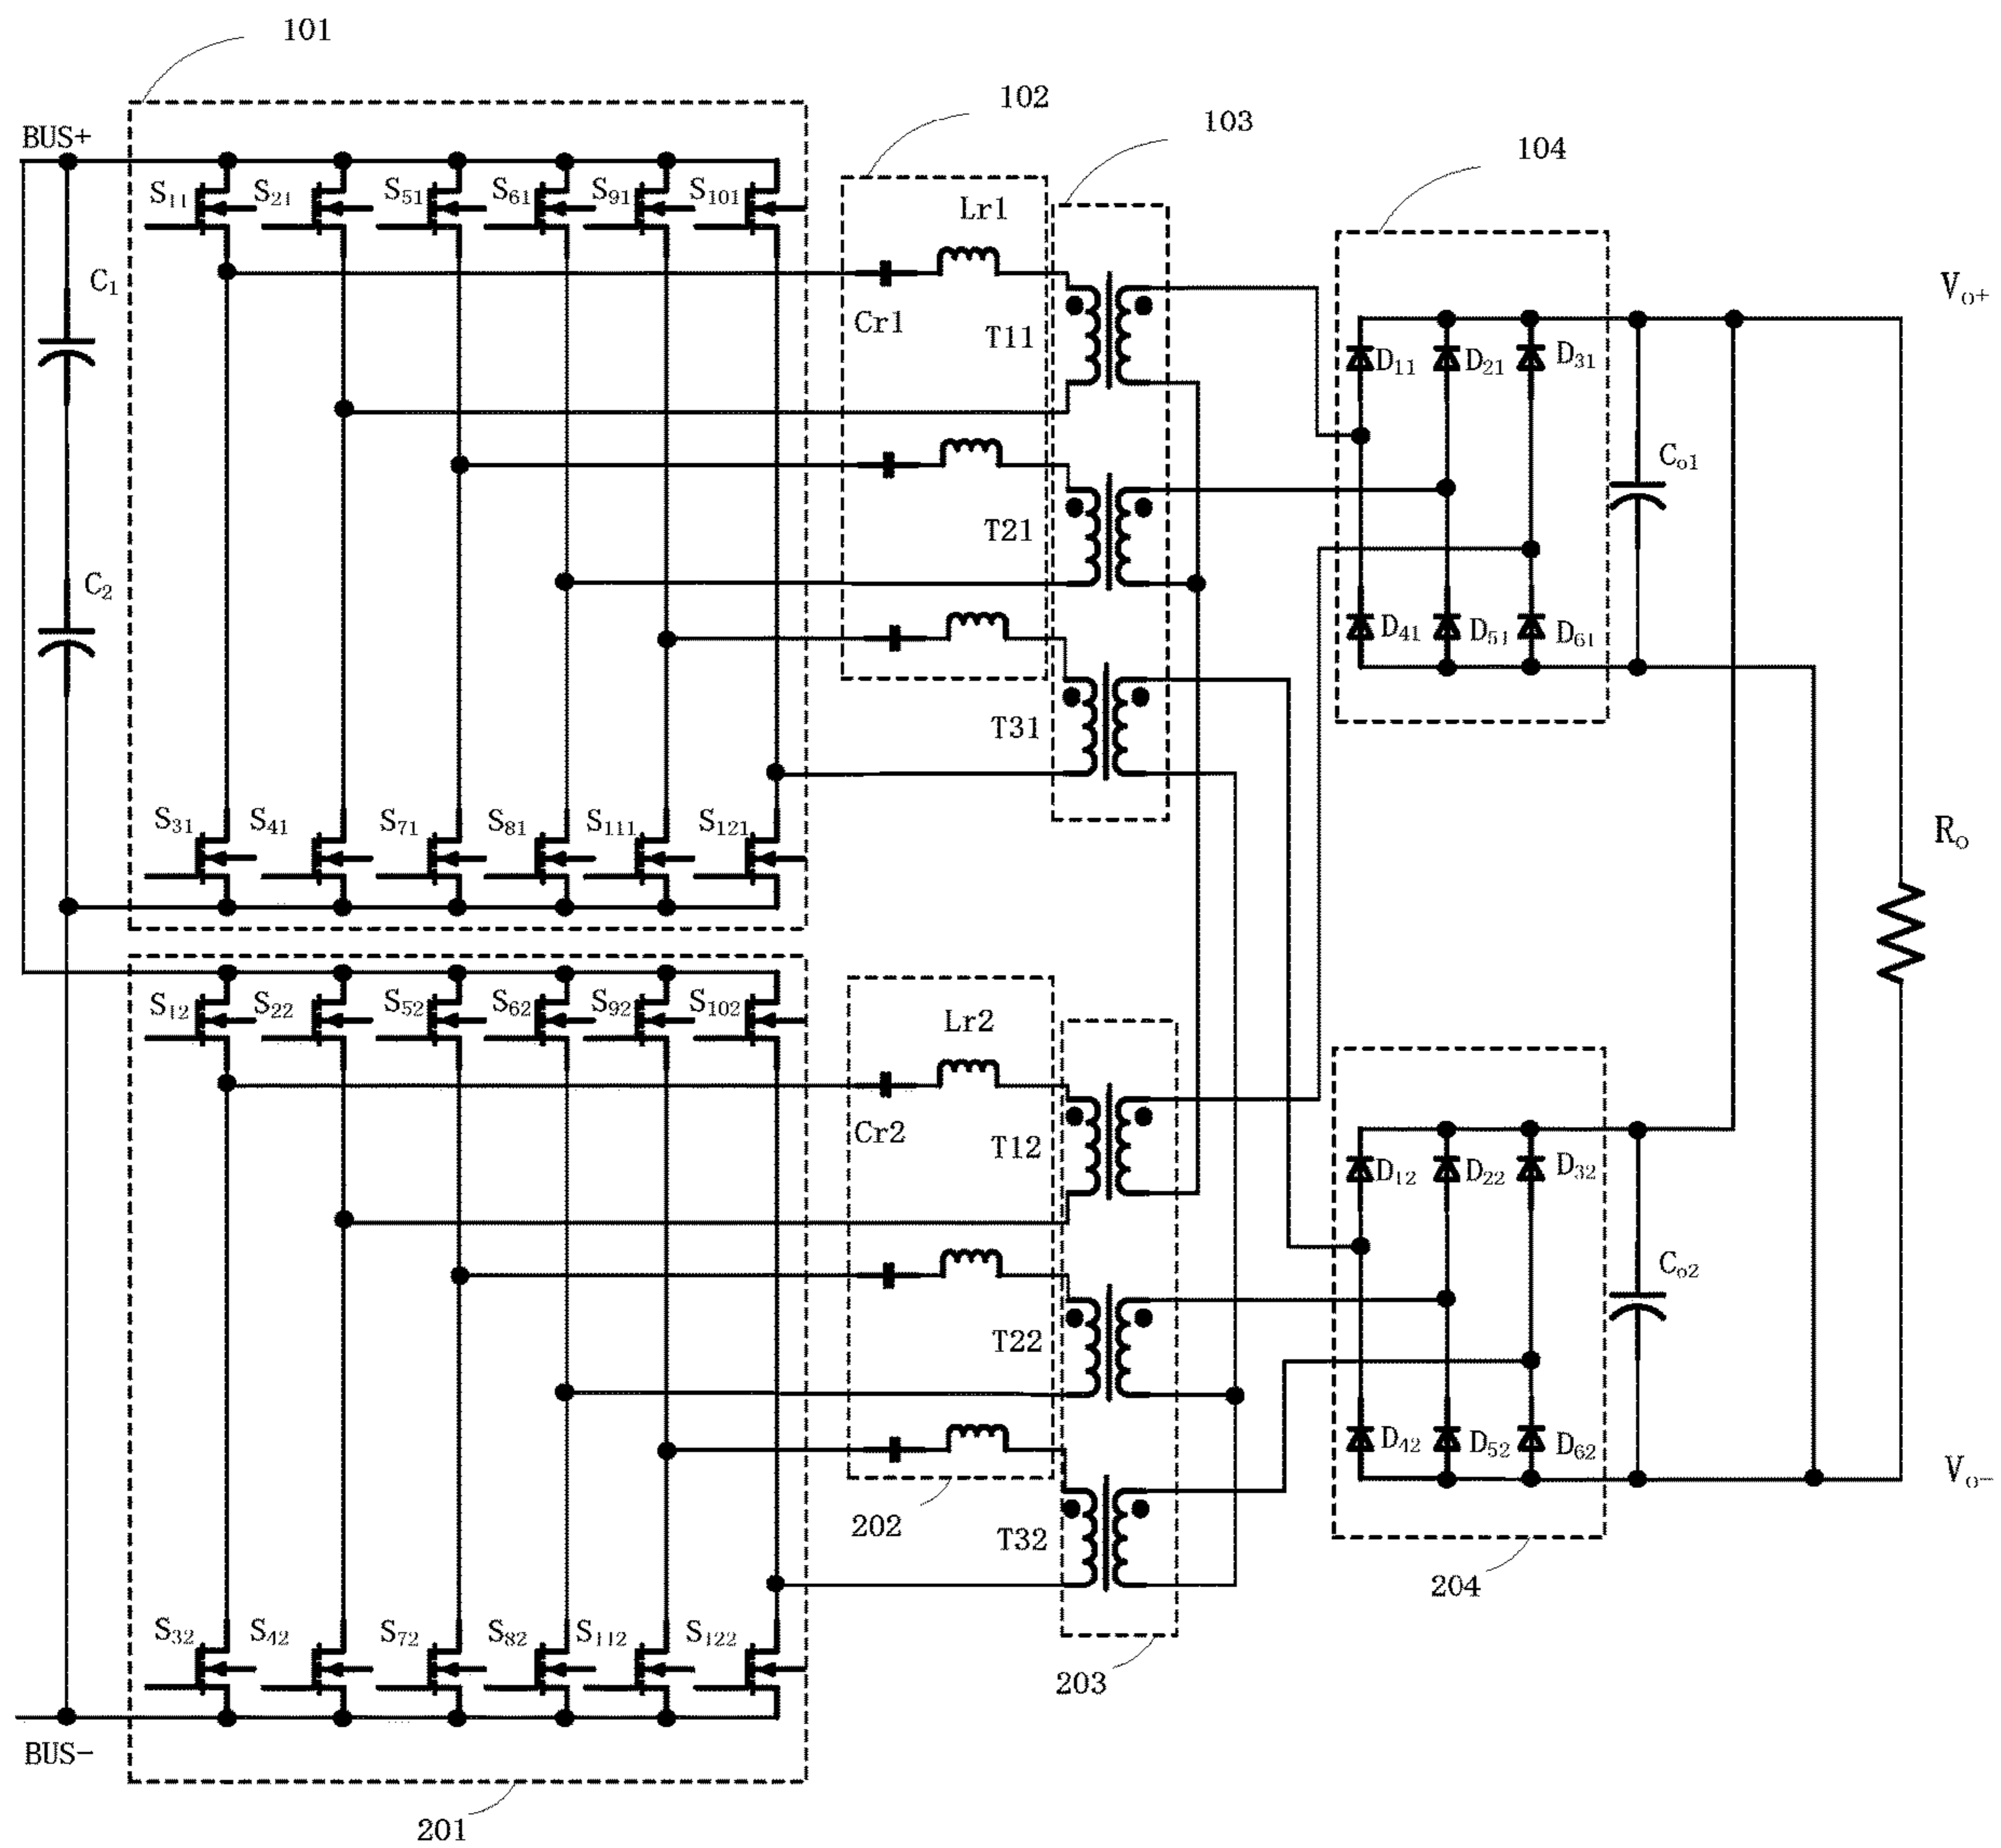 101
102
103
104
BUS+
S11 S21 S51 S61 S91 S101
Lr1
Cr1
T11
C1
Vo+
D11 D21 D31
Co1
T21
C2
D41 D51 D61
T31
S31 S41 S71 S81 S111 S121
Ro
S12 S22 S52 S62 S92 S102
Lr2
Cr2
T12
D12 D22 D32
Co2
T22
D42 D52 D62
Vo-
202
T32
204
S32 S42 S72 S82 S112 S122
203
BUS-
201